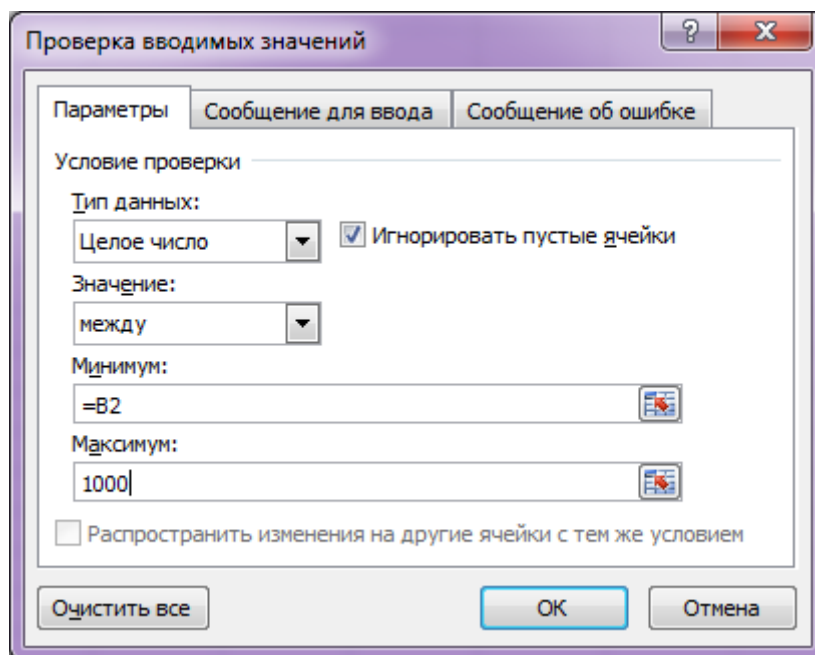 Проверка вводимых значений
Параметры Сообщение для ввода Сообщение об ошибке
Условие проверки
Тип данных:
Целое число Игнорировать пустые ячейки
Значение:
между
Минимум:
=B2
Максимум:
1000
Распространить изменения на другие ячейки с тем же условием
Очистить все ОК Отмена